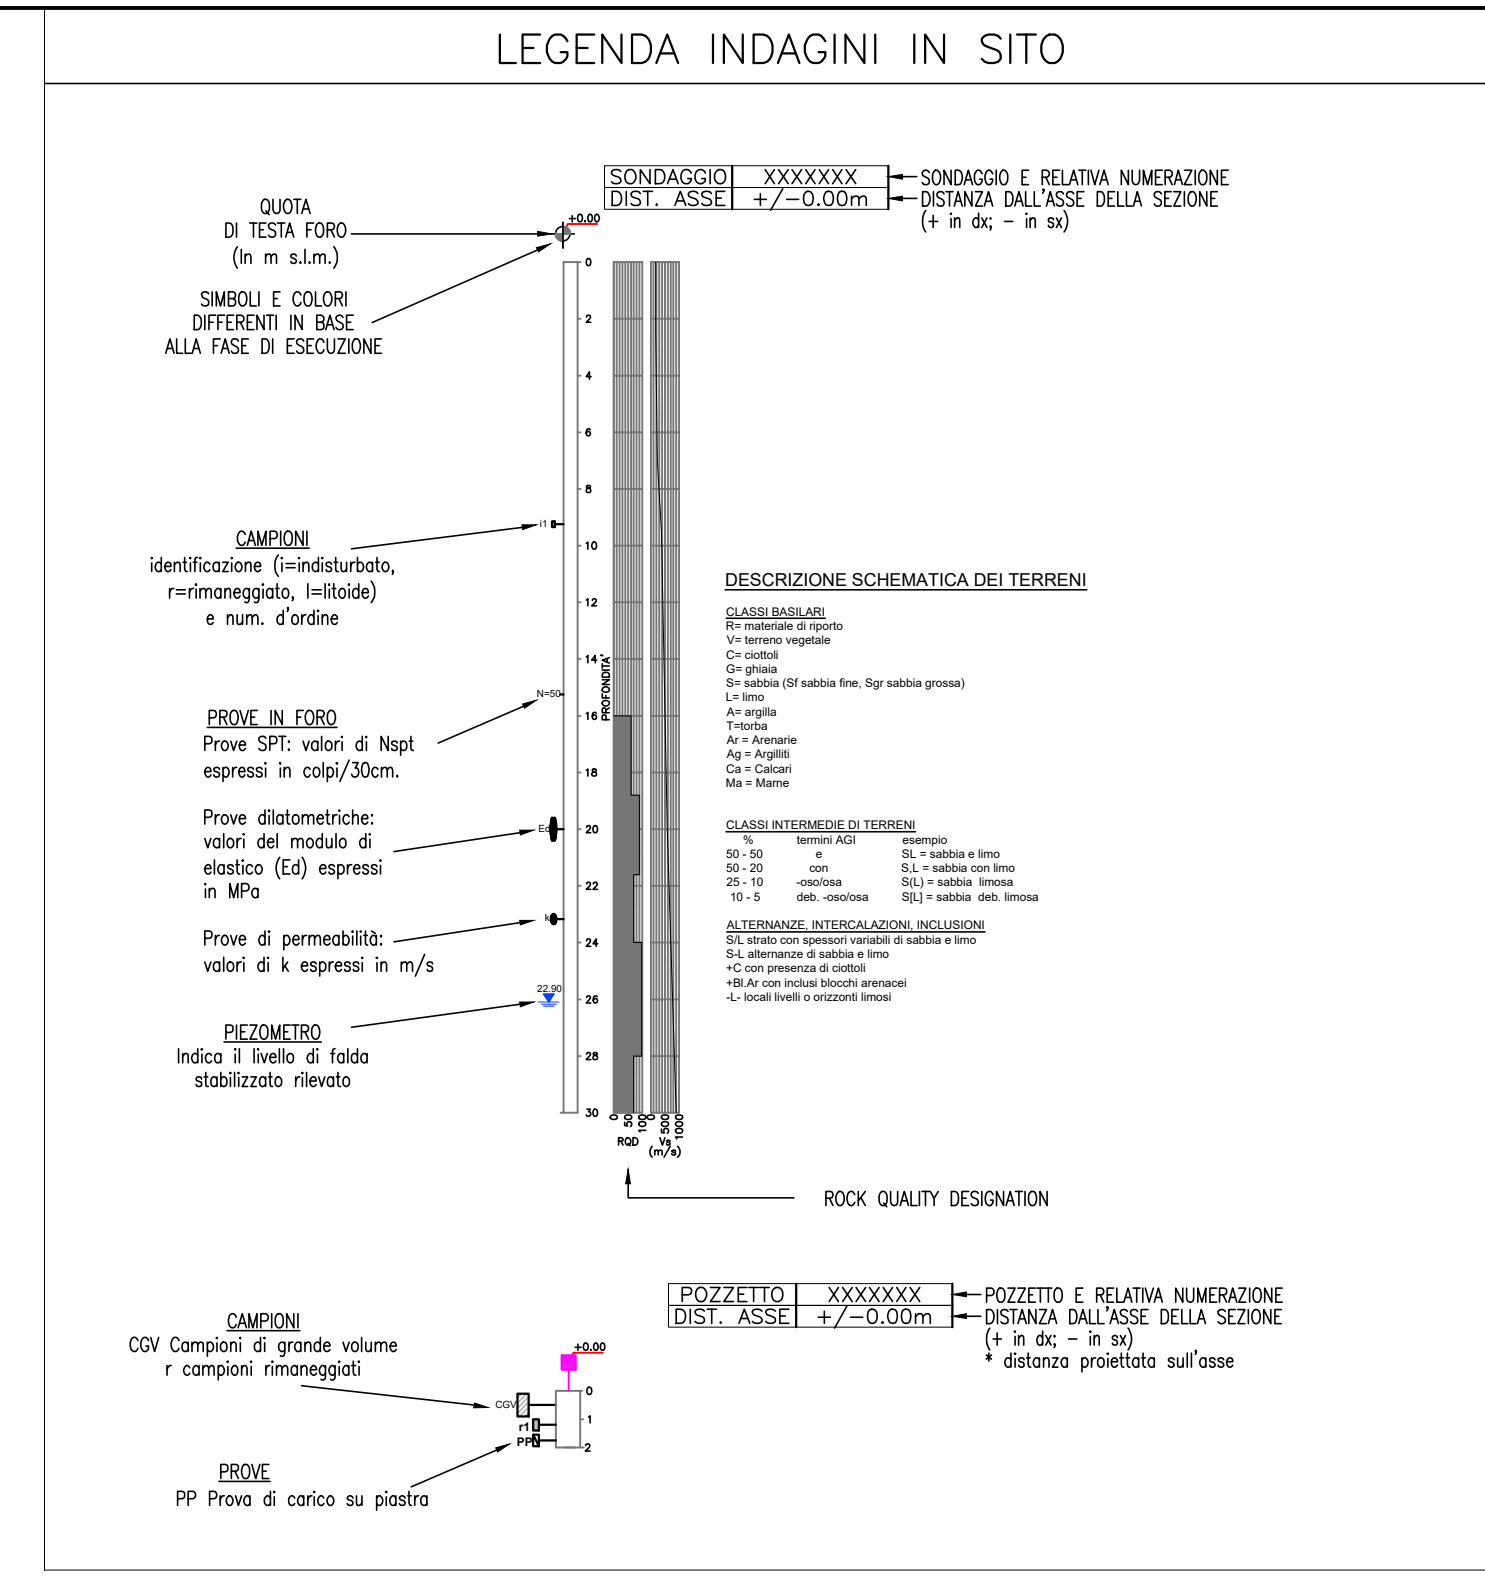 LEGENDA INDAGINI IN SITO
SONDAGGIO XXXXXXX
DIST. ASSE +/-0.00m
SONDAGGIO E RELATIVA NUMERAZIONE
DISTANZA DALL'ASSE DELLA SEZIONE
(+ in dx; - in sx)
QUOTA
DI TESTA FORO
(In m s.l.m.)
+0.00
SIMBOLI E COLORI
DIFFERENTI IN BASE
ALLA FASE DI ESECUZIONE
0
2
4
6
8
10
12
14
16
18
20
22
24
26
28
30
PROFONDITA'
i1
N=50
Ed
k
22.90
CAMPIONI
identificazione (i=indisturbato,
r=rimaneggiato, l=litoide)
e num. d'ordine
PROVE IN FORO
Prove SPT: valori di Nspt
espressi in colpi/30cm.
Prove dilatometriche:
valori del modulo di
elastico (Ed) espressi
in MPa
Prove di permeabilità:
valori di k espressi in m/s
PIEZOMETRO
Indica il livello di falda
stabilizzato rilevato
0 50 100
RQD
0 500 1000
Vs
(m/s)
ROCK QUALITY DESIGNATION
DESCRIZIONE SCHEMATICA DEI TERRENI
CLASSI BASILARI
R= materiale di riporto
V= terreno vegetale
C= ciottoli
G= ghiaia
S= sabbia (Sf sabbia fine, Sgr sabbia grossa)
L= limo
A= argilla
T=torba
Ar = Arenarie
Ag = Argilliti
Ca = Calcari
Ma = Marne
CLASSI INTERMEDIE DI TERRENI
% termini AGI esempio
50 - 50 e SL = sabbia e limo
50 - 20 con S,L = sabbia con limo
25 - 10 -oso/osa S(L) = sabbia limosa
10 - 5 deb. -oso/osa S[L] = sabbia deb. limosa
ALTERNANZE, INTERCALAZIONI, INCLUSIONI
S/L strato con spessori variabili di sabbia e limo
S-L alternanze di sabbia e limo
+C con presenza di ciottoli
+Bl.Ar con inclusi blocchi arenacei
-L- locali livelli o orizzonti limosi
POZZETTO XXXXXXX
DIST. ASSE +/-0.00m
POZZETTO E RELATIVA NUMERAZIONE
DISTANZA DALL'ASSE DELLA SEZIONE
(+ in dx; - in sx)
* distanza proiettata sull'asse
CAMPIONI
CGV Campioni di grande volume
r campioni rimaneggiati
+0.00
0
1
2
CGV
r1
PP
PROVE
PP Prova di carico su piastra